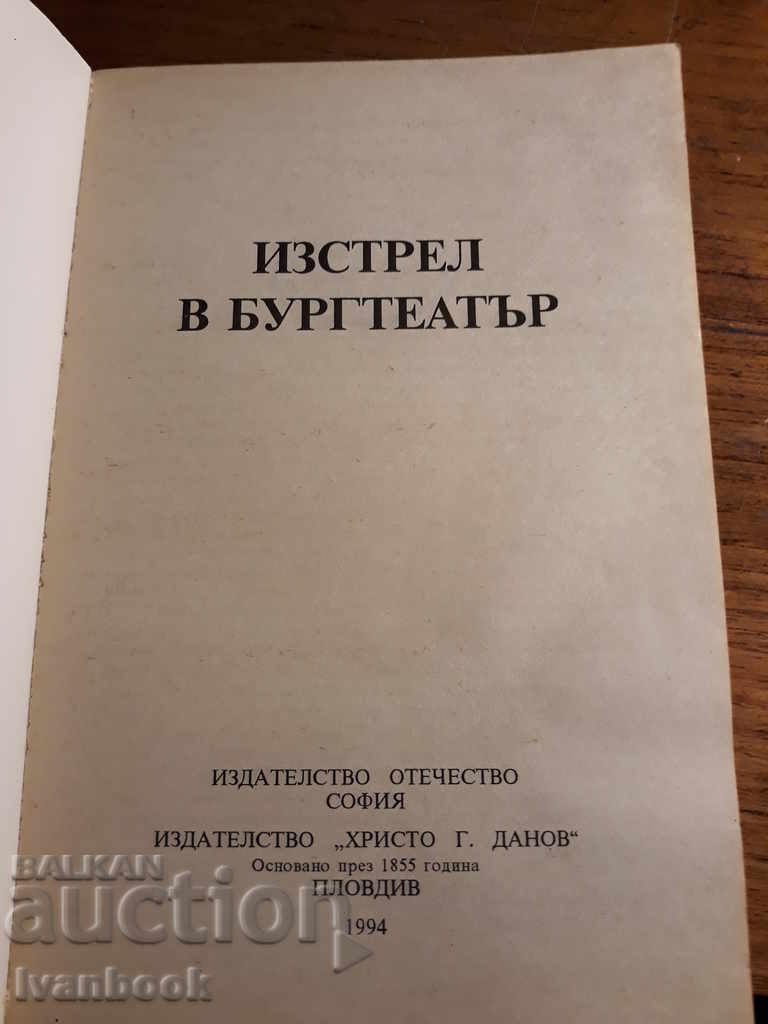 ИЗСТРЕЛ
В БУРГТЕАТЪР
ИЗДАТЕЛСТВО ОТЕЧЕСТВО
СОФИЯ
ИЗДАТЕЛСТВО „ХРИСТО Г. ДАНОВ“
Основано през 1855 година
ПЛОВДИВ
1994
BALKAN
auction
Ivanbook